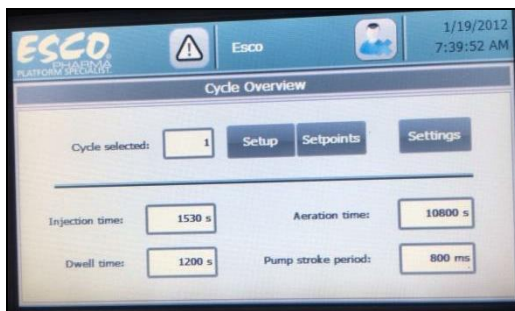 ESCO
PHARMA
PLATFORM SPECIALIST.
Esco
1/19/2012
7:39:52 AM
Cycle Overview
Cycle selected: 1 Setup Setpoints Settings
Injection time: 1530 s Aeration time: 10800 s
Dwell time: 1200 s Pump stroke period: 800 ms